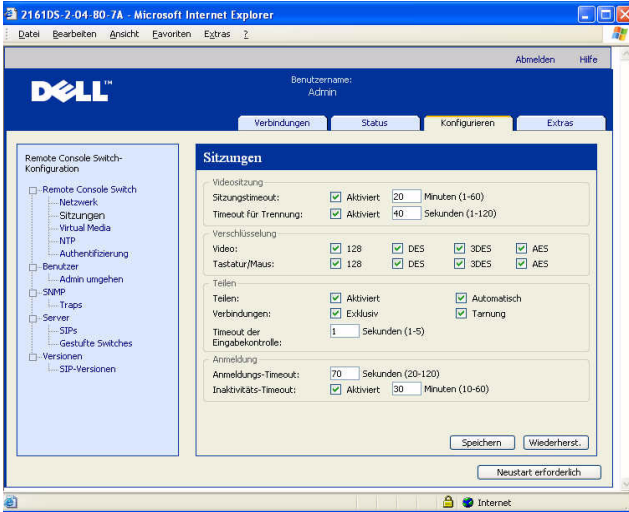 2161DS-2-04-80-7A - Microsoft Internet Explorer
Datei Bearbeiten Ansicht Favoriten Extras ?
Abmelden Hilfe
DELL™
Benutzername:
Admin
Verbindungen Status Konfigurieren Extras
Remote Console Switch-
Konfiguration
Remote Console Switch
Netzwerk
Sitzungen
Virtual Media
NTP
Authentifizierung
Benutzer
Admin umgehen
SNMP
Traps
Server
SIPs
Gestufte Switches
Versionen
SIP-Versionen
Sitzungen
Videositzung
Sitzungstimeout: Aktiviert 20 Minuten (1-60)
Timeout für Trennung: Aktiviert 40 Sekunden (1-120)
Verschlüsselung
Video: 128 DES 3DES AES
Tastatur/Maus: 128 DES 3DES AES
Teilen
Teilen: Aktiviert Automatisch
Verbindungen: Exklusiv Tarnung
Timeout der
Eingabekontrolle: 1 Sekunden (1-5)
Anmeldung
Anmeldungs-Timeout: 70 Sekunden (20-120)
Inaktivitäts-Timeout: Aktiviert 30 Minuten (10-60)
Speichern Wiederherst.
Neustart erforderlich
Internet